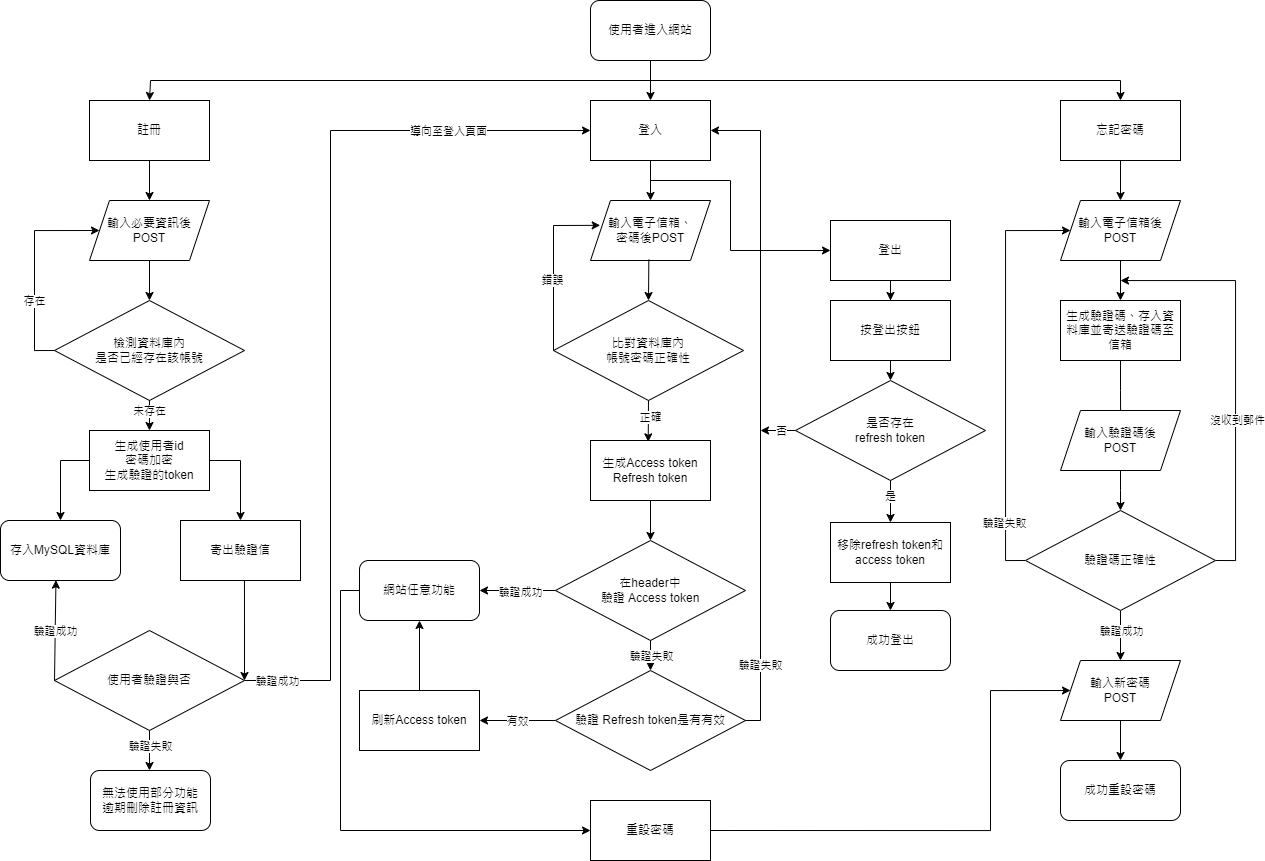 使用者進入網站
註冊
導向至登入頁面
登入
忘記密碼
輸入必要資訊後
POST
輸入電子信箱、
密碼後POST
登出
輸入電子信箱後
POST
存在
錯誤
按登出按鈕
生成驗證碼、存入資
料庫並寄送驗證碼至
信箱
檢測資料庫內
是否已經存在該帳號
比對資料庫內
帳號密碼正確性
未存在
正確
否
是否存在
refresh token
沒收到郵件
輸入驗證碼後
POST
生成使用者id
密碼加密
生成驗證的token
生成Access token
Refresh token
是
驗證失敗
存入MySQL資料庫
寄出驗證信
移除refresh token和
access token
驗證碼正確性
網站任意功能
驗證成功
在header中
驗證 Access token
驗證成功
成功登出
驗證成功
驗證失敗
驗證失敗
使用者驗證與否
驗證成功
輸入新密碼
POST
刷新Access token
有效
驗證 Refresh token是有有效
驗證失敗
無法使用部分功能
逾期刪除註冊資訊
成功重設密碼
重設密碼